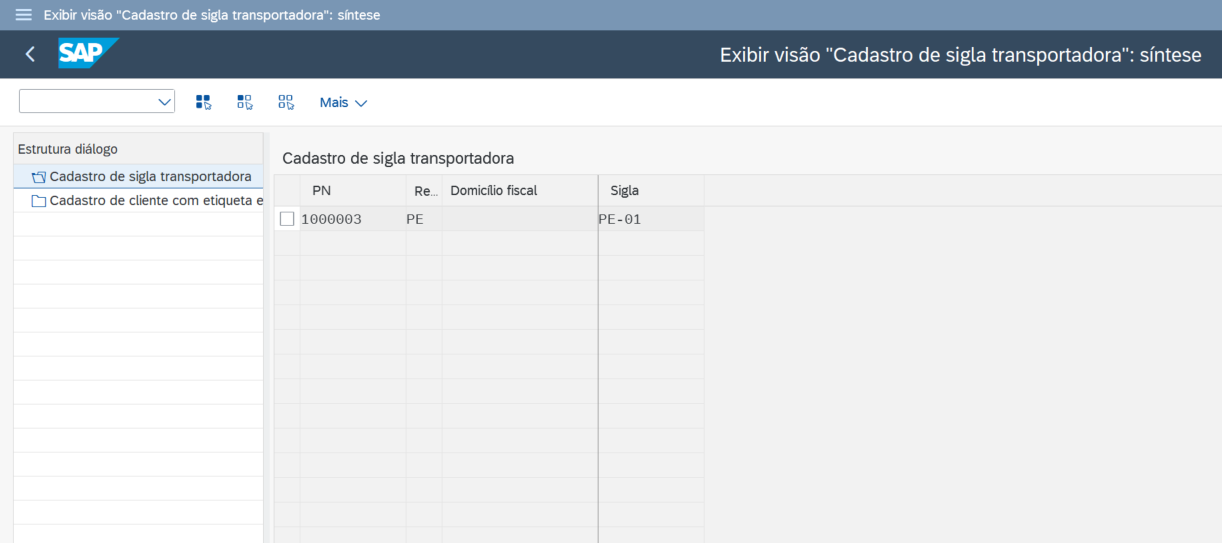 Exibir visão "Cadastro de sigla transportadora": síntese
SAP
Exibir visão "Cadastro de sigla transportadora": síntese
Mais
Estrutura diálogo
Cadastro de sigla transportadora
Cadastro de cliente com etiqueta e
Cadastro de sigla transportadora
PN Re... Domicílio fiscal Sigla
1000003 PE PE-01